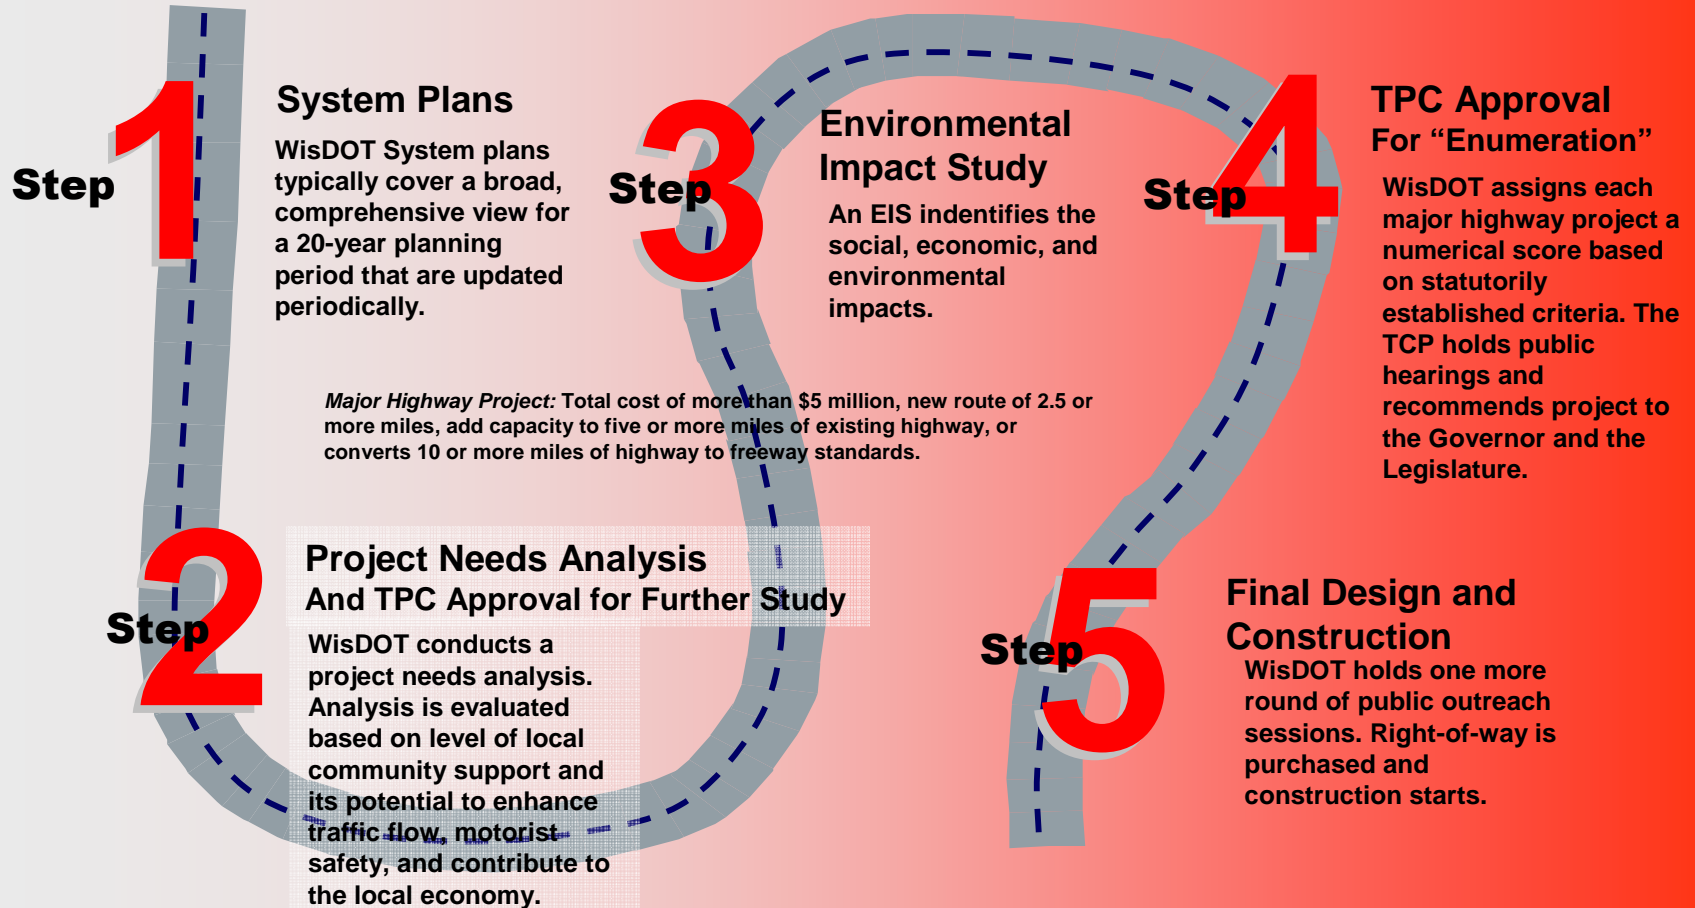 Step 1
System Plans
WisDOT System plans
typically cover a broad,
comprehensive view for
a 20-year planning
period that are updated
periodically.
Step 2
Project Needs Analysis
And TPC Approval for Further Study
WisDOT conducts a
project needs analysis.
Analysis is evaluated
based on level of local
community support and
its potential to enhance
traffic flow, motorist
safety, and contribute to
the local economy.
Major Highway Project: Total cost of more than $5 million, new route of 2.5 or
more miles, add capacity to five or more miles of existing highway, or
converts 10 or more miles of highway to freeway standards.
Step 3
Environmental
Impact Study
An EIS indentifies the
social, economic, and
environmental
impacts.
Step 4
TPC Approval
For “Enumeration”
WisDOT assigns each
major highway project a
numerical score based
on statutorily
established criteria. The
TCP holds public
hearings and
recommends project to
the Governor and the
Legislature.
Step 5
Final Design and
Construction
WisDOT holds one more
round of public outreach
sessions. Right-of-way is
purchased and
construction starts.